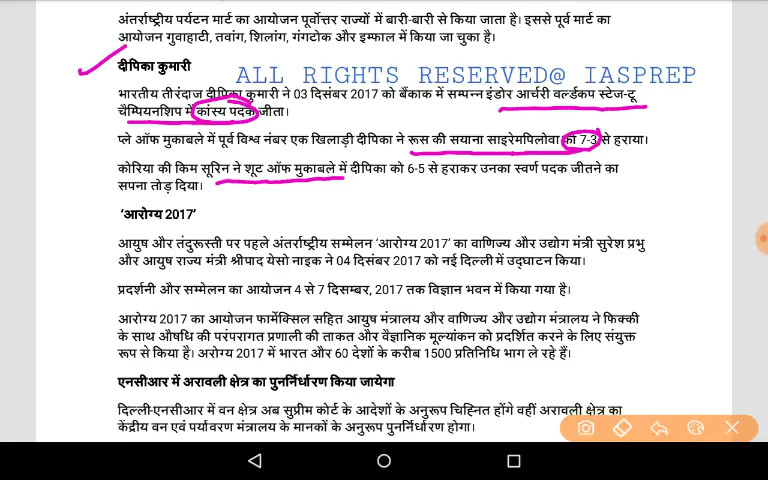 अंतर्राष्ट्रीय पर्यटन मार्ट का आयोजन पूर्वोत्तर राज्यों में बारी-बारी से किया जाता है। इससे पूर्व मार्ट का
आयोजन गुवाहाटी, तवांग, शिलांग, गंगटोक और इम्फाल में किया जा चुका है।
दीपिका कुमारी
ALL RIGHTS RESERVED@ IASPREP
भारतीय तीरंदाज दीपिका कुमारी ने 03 दिसंबर 2017 को बैंकाक में सम्पन्न इंडोर आर्चरी वर्ल्डकप स्टेज-टू
चैम्पियनशिप में कांस्य पदक जीता।
प्ले ऑफ मुकाबले में पूर्व विश्व नंबर एक खिलाड़ी दीपिका ने रूस की सयाना साइरेमपिलोवा को 7-3 से हराया।
कोरिया की किम सूरिन ने शूट ऑफ मुकाबले में दीपिका को 6-5 से हराकर उनका स्वर्ण पदक जीतने का
सपना तोड़ दिया।
‘आरोग्य 2017’
आयुष और तंदुरूस्ती पर पहले अंतर्राष्ट्रीय सम्मेलन ‘आरोग्य 2017’ का वाणिज्य और उद्योग मंत्री सुरेश प्रभु
और आयुष राज्य मंत्री श्रीपाद येसो नाइक ने 04 दिसंबर 2017 को नई दिल्ली में उद्घाटन किया।
प्रदर्शनी और सम्मेलन का आयोजन 4 से 7 दिसम्बर, 2017 तक विज्ञान भवन में किया गया है।
आरोग्य 2017 का आयोजन फार्मेक्सिल सहित आयुष मंत्रालय और वाणिज्य और उद्योग मंत्रालय ने फिक्की
के साथ औषधि की परंपरागत प्रणाली की ताकत और वैज्ञानिक मूल्यांकन को प्रदर्शित करने के लिए संयुक्त
रूप से किया है। अरोग्य 2017 में भारत और 60 देशों के करीब 1500 प्रतिनिधि भाग ले रहे हैं।
एनसीआर में अरावली क्षेत्र का पुनर्निर्धारण किया जायेगा
दिल्ली-एनसीआर में वन क्षेत्र अब सुप्रीम कोर्ट के आदेशों के अनुरूप चिह्नित होंगे वहीं अरावली क्षेत्र का
केंद्रीय वन एवं पर्यावरण मंत्रालय के मानकों के अनुरूप पुनर्निर्धारण होगा।